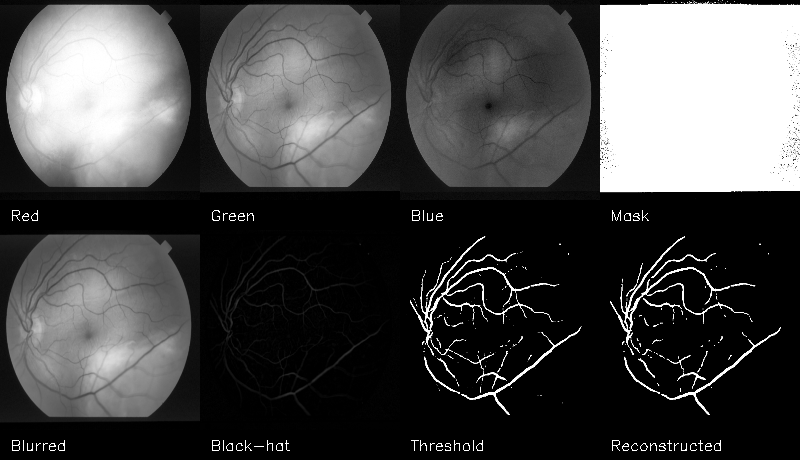 Red
Green
Blue
Mask
Blurred
Black-hat
Threshold
Reconstructed